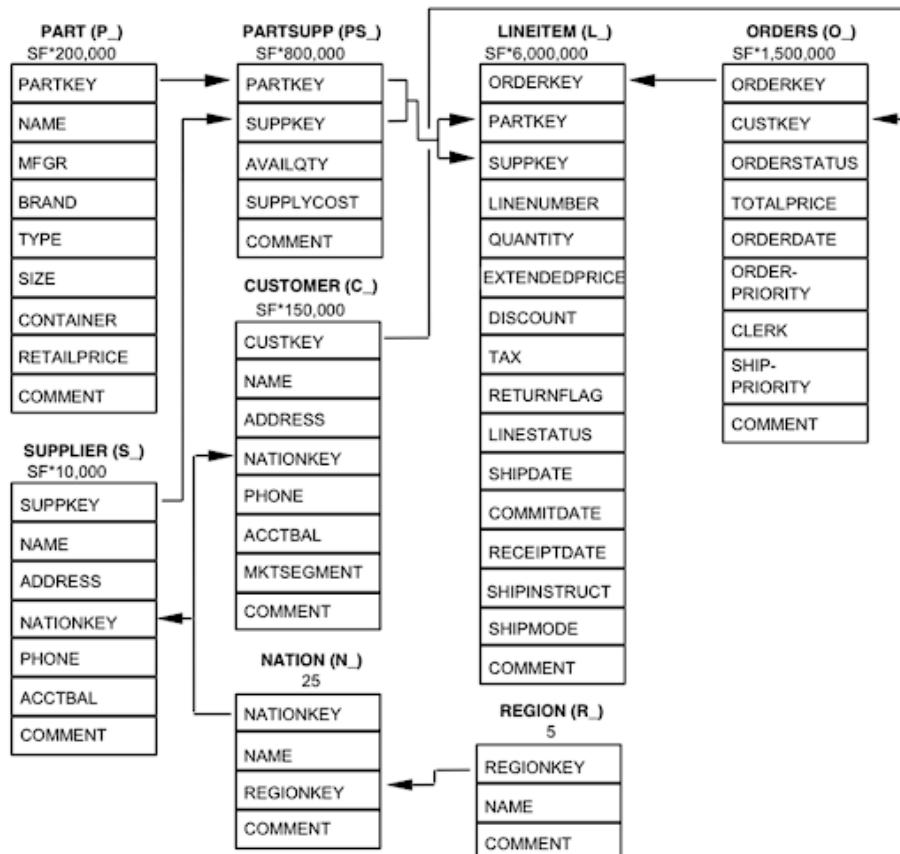 PART (P_)
SF*200,000
PARTKEY
NAME
MFGR
BRAND
TYPE
SIZE
CONTAINER
RETAILPRICE
COMMENT
SUPPLIER (S_)
SF*10,000
SUPPKEY
NAME
ADDRESS
NATIONKEY
PHONE
ACCTBAL
COMMENT
PARTSUPP (PS_)
SF*800,000
PARTKEY
SUPPKEY
AVAILQTY
SUPPLYCOST
COMMENT
CUSTOMER (C_)
SF*150,000
CUSTKEY
NAME
ADDRESS
NATIONKEY
PHONE
ACCTBAL
MKTSEGMENT
COMMENT
NATION (N_)
25
NATIONKEY
NAME
REGIONKEY
COMMENT
LINEITEM (L_)
SF*6,000,000
ORDERKEY
PARTKEY
SUPPKEY
LINENUMBER
QUANTITY
EXTENDEDPRICE
DISCOUNT
TAX
RETURNFLAG
LINESTATUS
SHIPDATE
COMMITDATE
RECEIPTDATE
SHIPINSTRUCT
SHIPMODE
COMMENT
REGION (R_)
5
REGIONKEY
NAME
COMMENT
ORDERS (O_)
SF*1,500,000
ORDERKEY
CUSTKEY
ORDERSTATUS
TOTALPRICE
ORDERDATE
ORDER-
PRIORITY
CLERK
SHIP-
PRIORITY
COMMENT